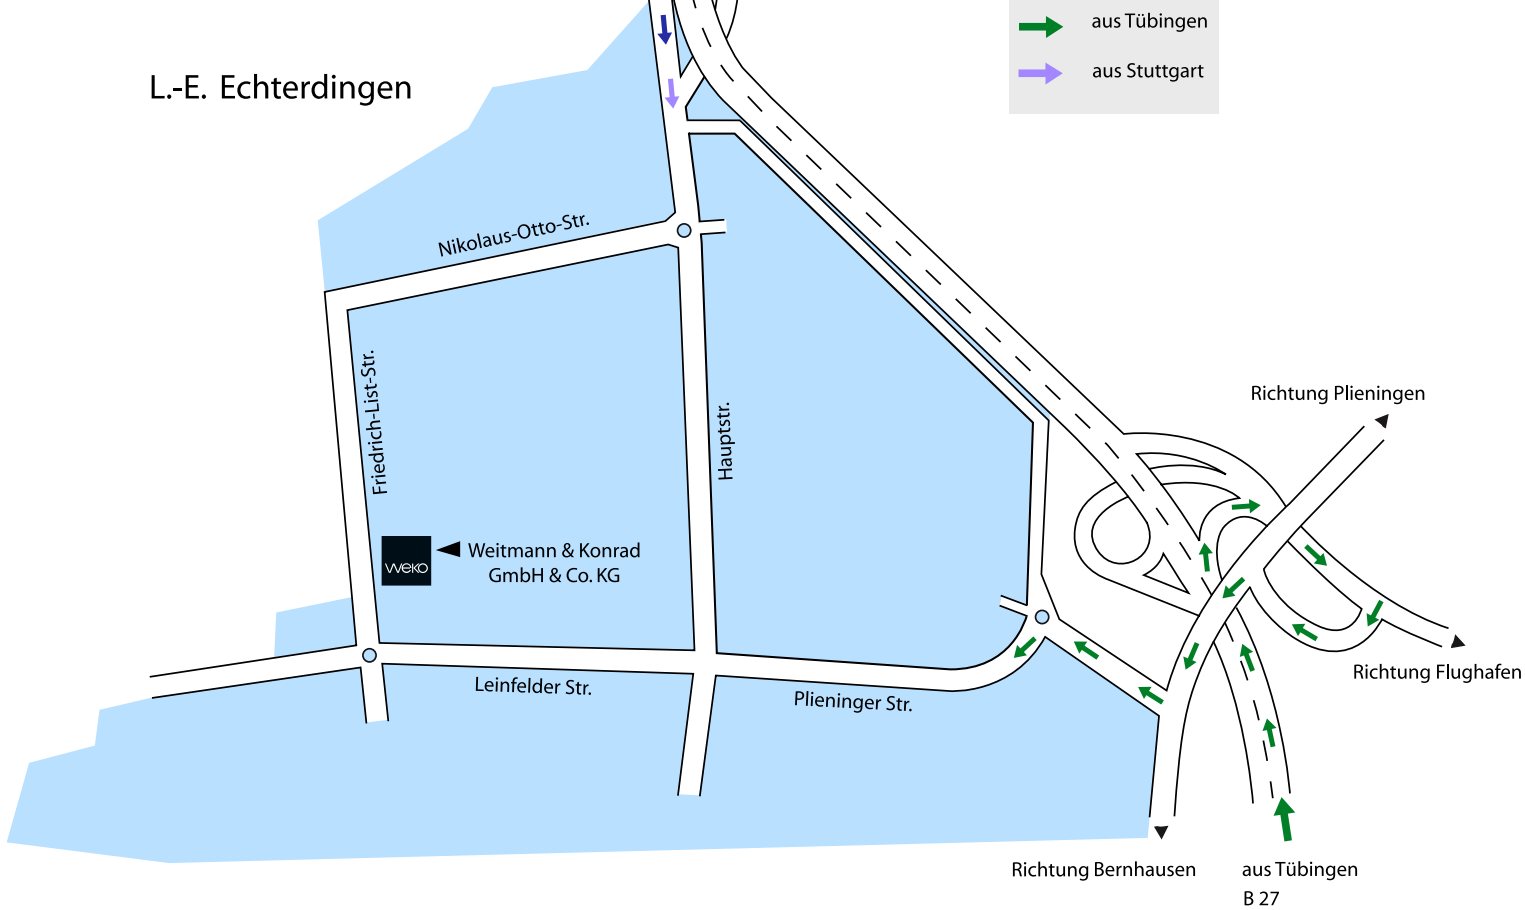 aus Tübingen
aus Stuttgart
L.-E. Echterdingen
Nikolaus-Otto-Str.
Friedrich-List-Str.
Hauptstr.
Richtung Plieningen
weko
Weitmann & Konrad
GmbH & Co. KG
Richtung Flughafen
Leinfelder Str.
Plieninger Str.
Richtung Bernhausen
aus Tübingen
B 27